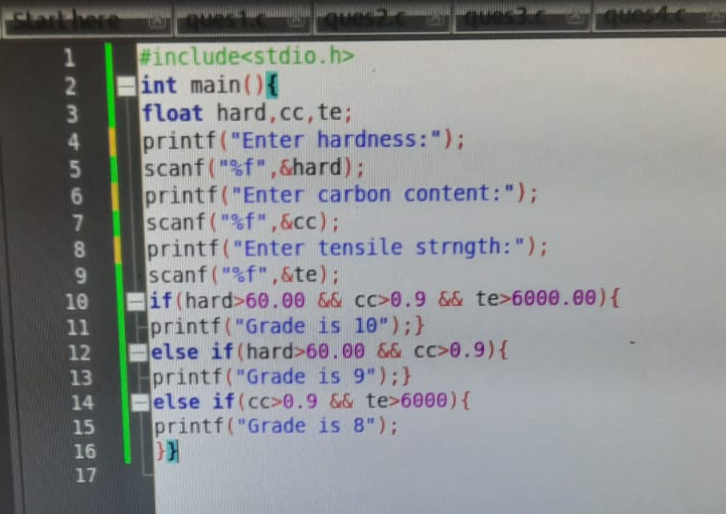 Start here ques1.c ques2.c ques3.c ques4.c
1 #include<stdio.h>
2 int main(){
3 float hard,cc,te;
4 printf("Enter hardness:");
5 scanf("%f",&hard);
6 printf("Enter carbon content:");
7 scanf("%f",&cc);
8 printf("Enter tensile strngth:");
9 scanf("%f",&te);
10 if(hard>60.00 && cc>0.9 && te>6000.00){
11 printf("Grade is 10");}
12 else if(hard>60.00 && cc>0.9){
13 printf("Grade is 9");}
14 else if(cc>0.9 && te>6000){
15 printf("Grade is 8");
16 }}
17